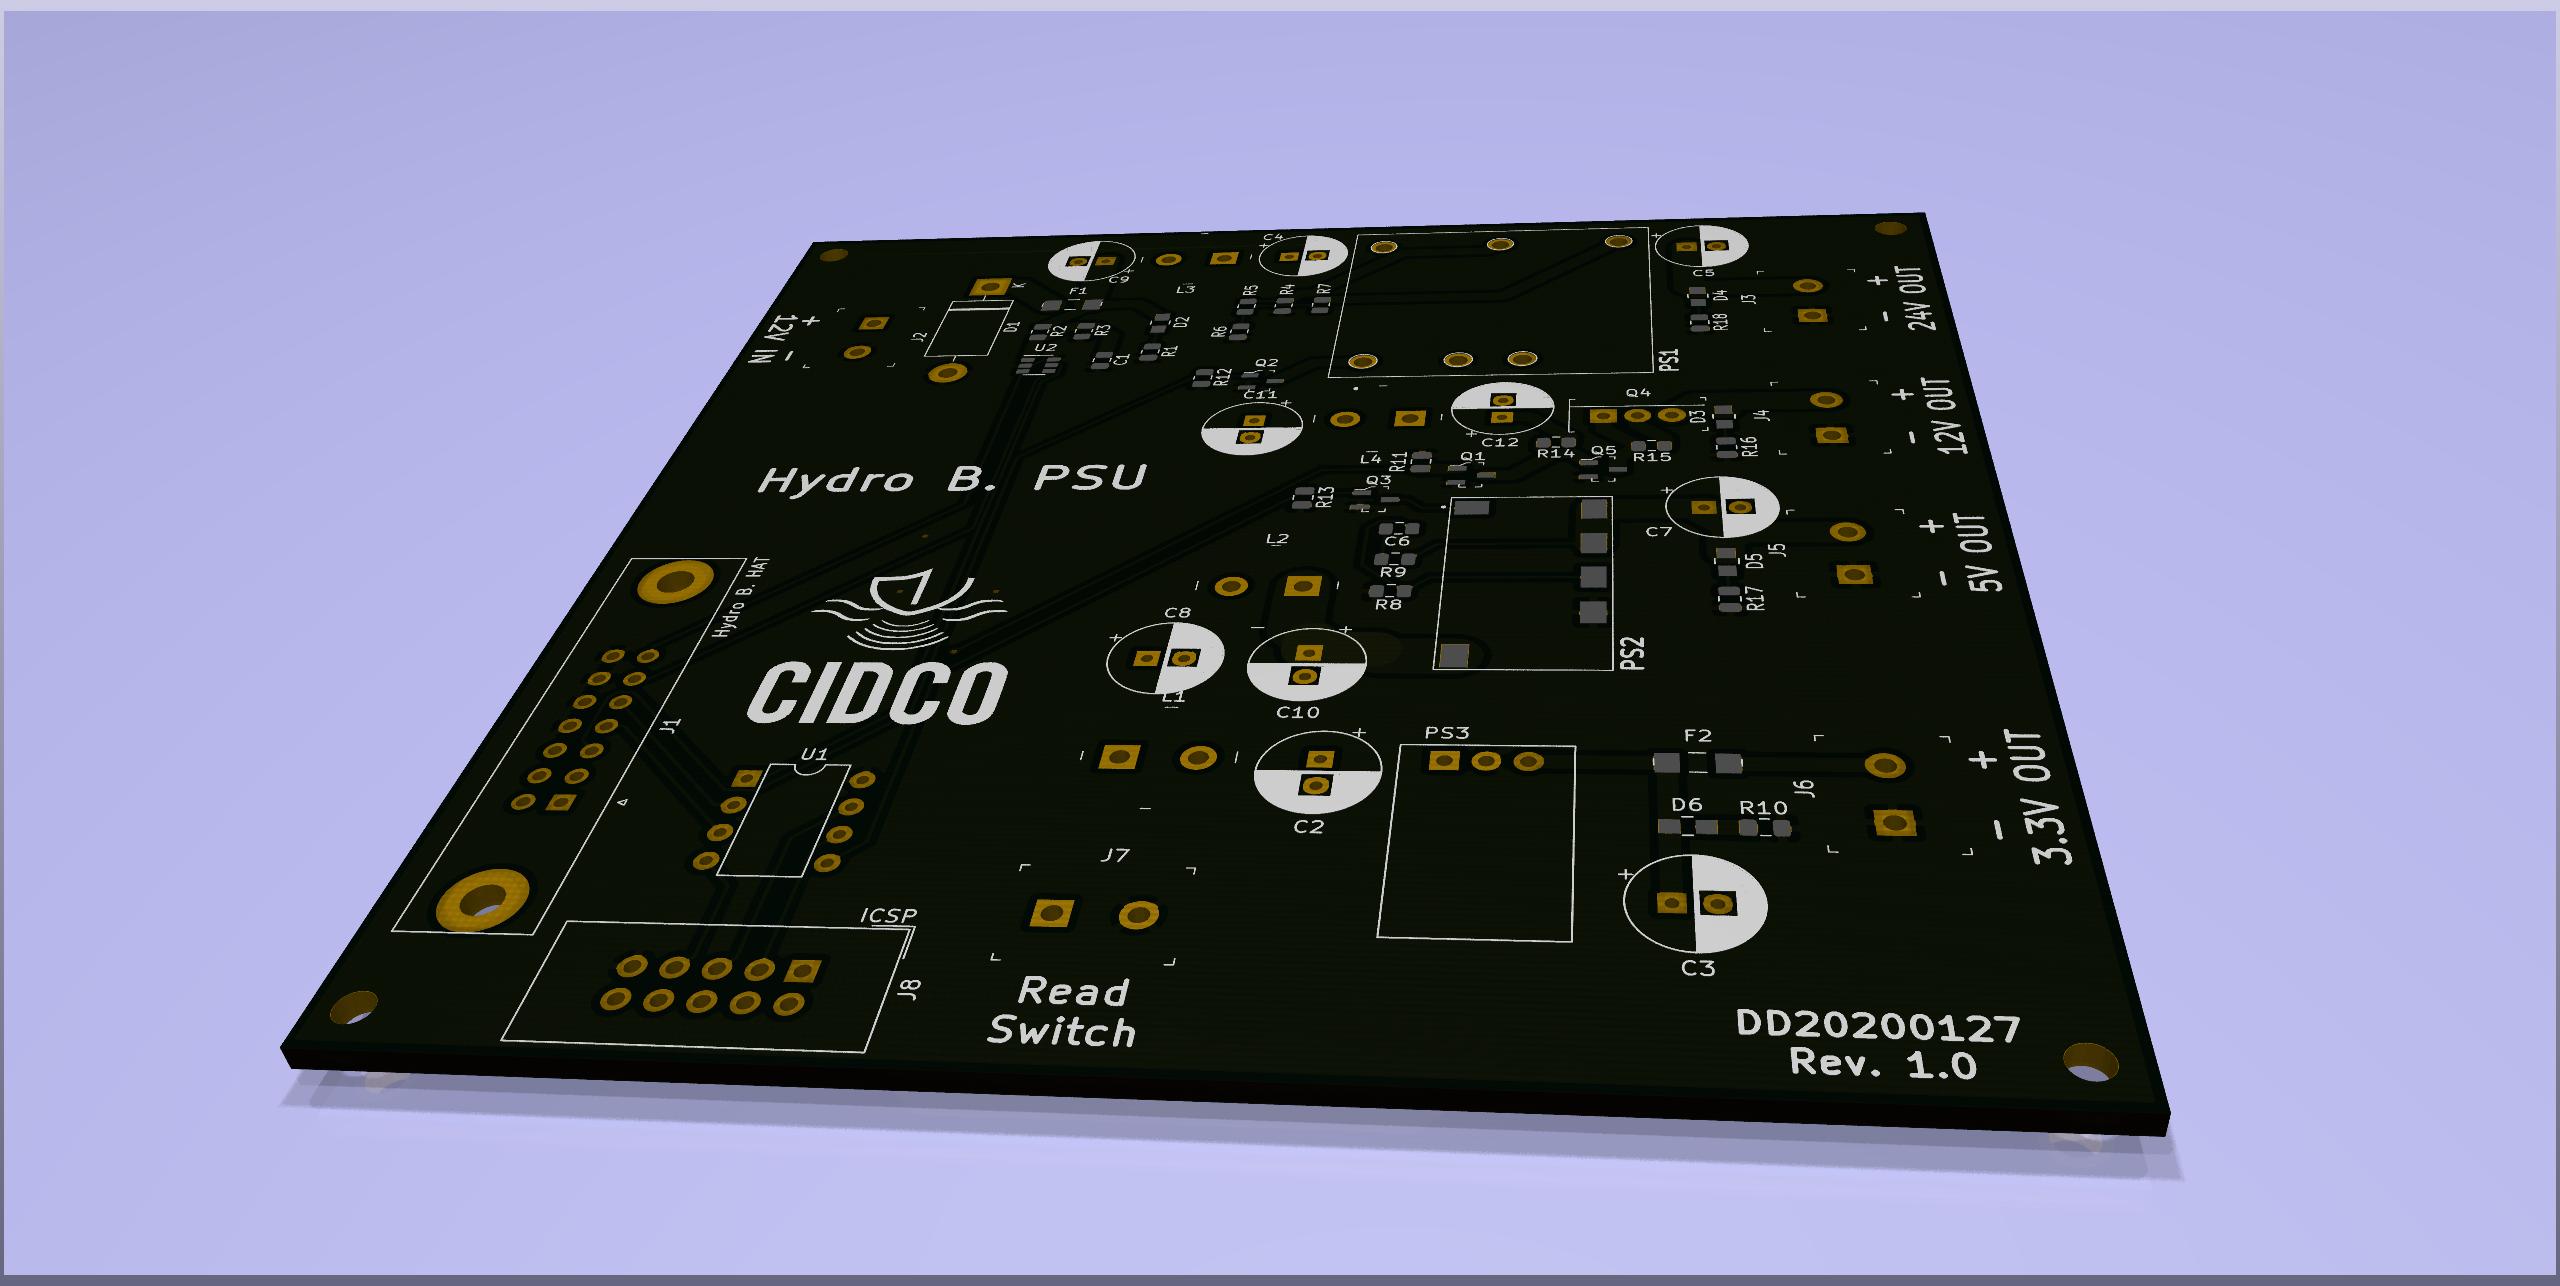 C9
C4
C5
K
F1
L3
R5
R4
R7
D4
J3
R18
24V OUT
+
-
12V IN
+
-
J2
D1
R2
R3
D2
R6
U2
C1
R1
PS1
R12
Q2
C11
C12
Q4
D3
J4
R14
Q5
R15
R16
12V OUT
+
-
L4
R11
Q1
Hydro B. PSU
R13
Q3
C7
L2
C6
R9
R8
D5
J5
R17
5V OUT
+
-
Hydro B. HAT
J1
CIDCO
C8
L1
C10
PS2
U1
PS3
F2
C2
D6
R10
J6
3.3V OUT
+
-
J7
ICSP
J8
C3
Read
Switch
DD20200127
Rev. 1.0